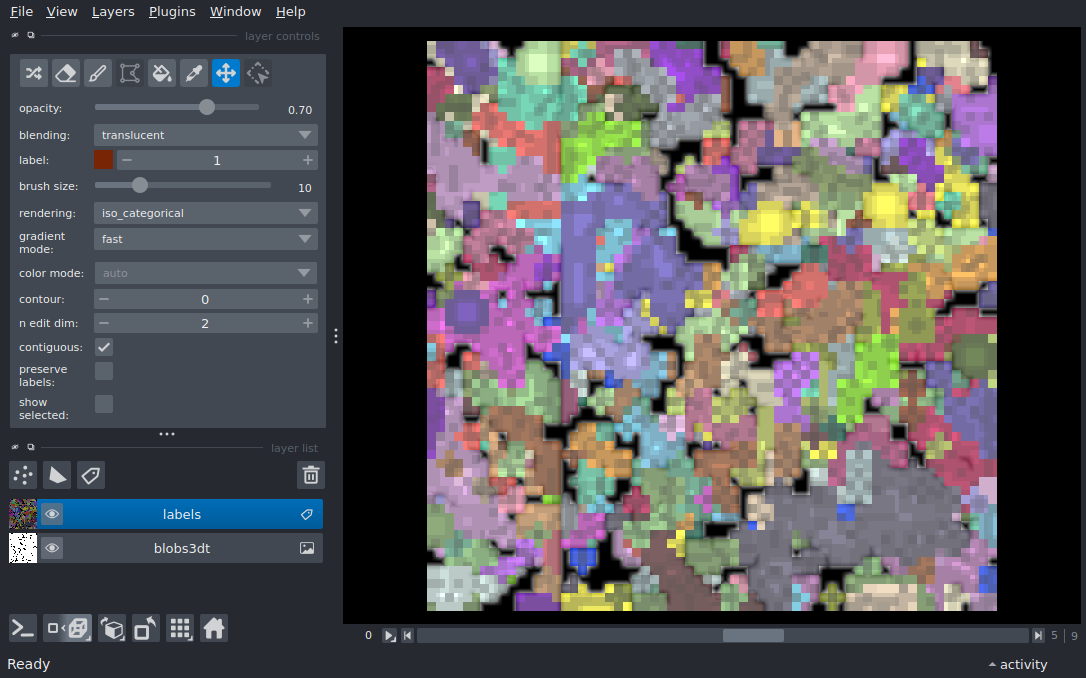 File View Layers Plugins Window Help
layer controls
opacity: 0.70
blending: translucent
label: 1
brush size: 10
rendering: iso_categorical
gradient
mode: fast
color mode: auto
contour: 0
n edit dim: 2
contiguous:
preserve
labels:
show
selected:
layer list
labels
blobs3dt
0 5 9
Ready
activity